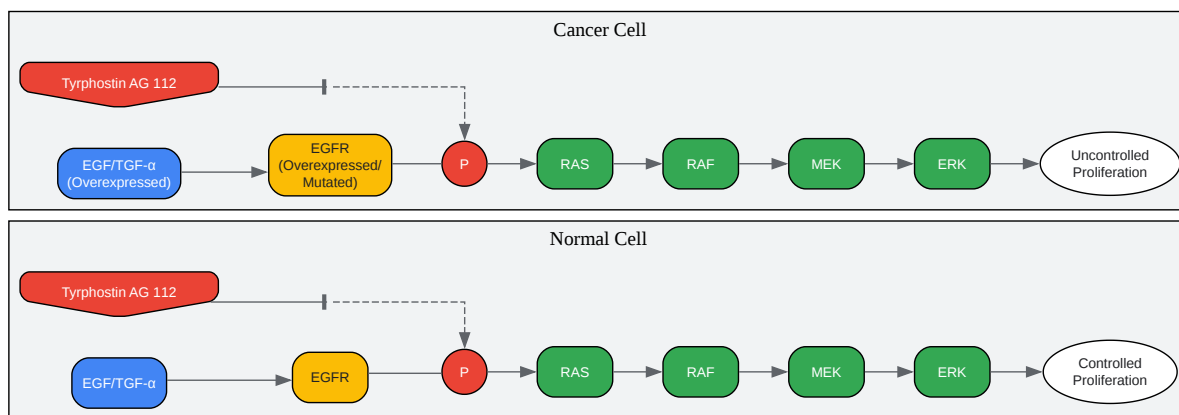 Cancer Cell
Tyrphostin AG 112
EGF/TGF-α
(Overexpressed)
EGFR
(Overexpressed/
Mutated)
P
RAS
RAF
MEK
ERK
Uncontrolled
Proliferation
Normal Cell
Tyrphostin AG 112
EGF/TGF-α
EGFR
P
RAS
RAF
MEK
ERK
Controlled
Proliferation